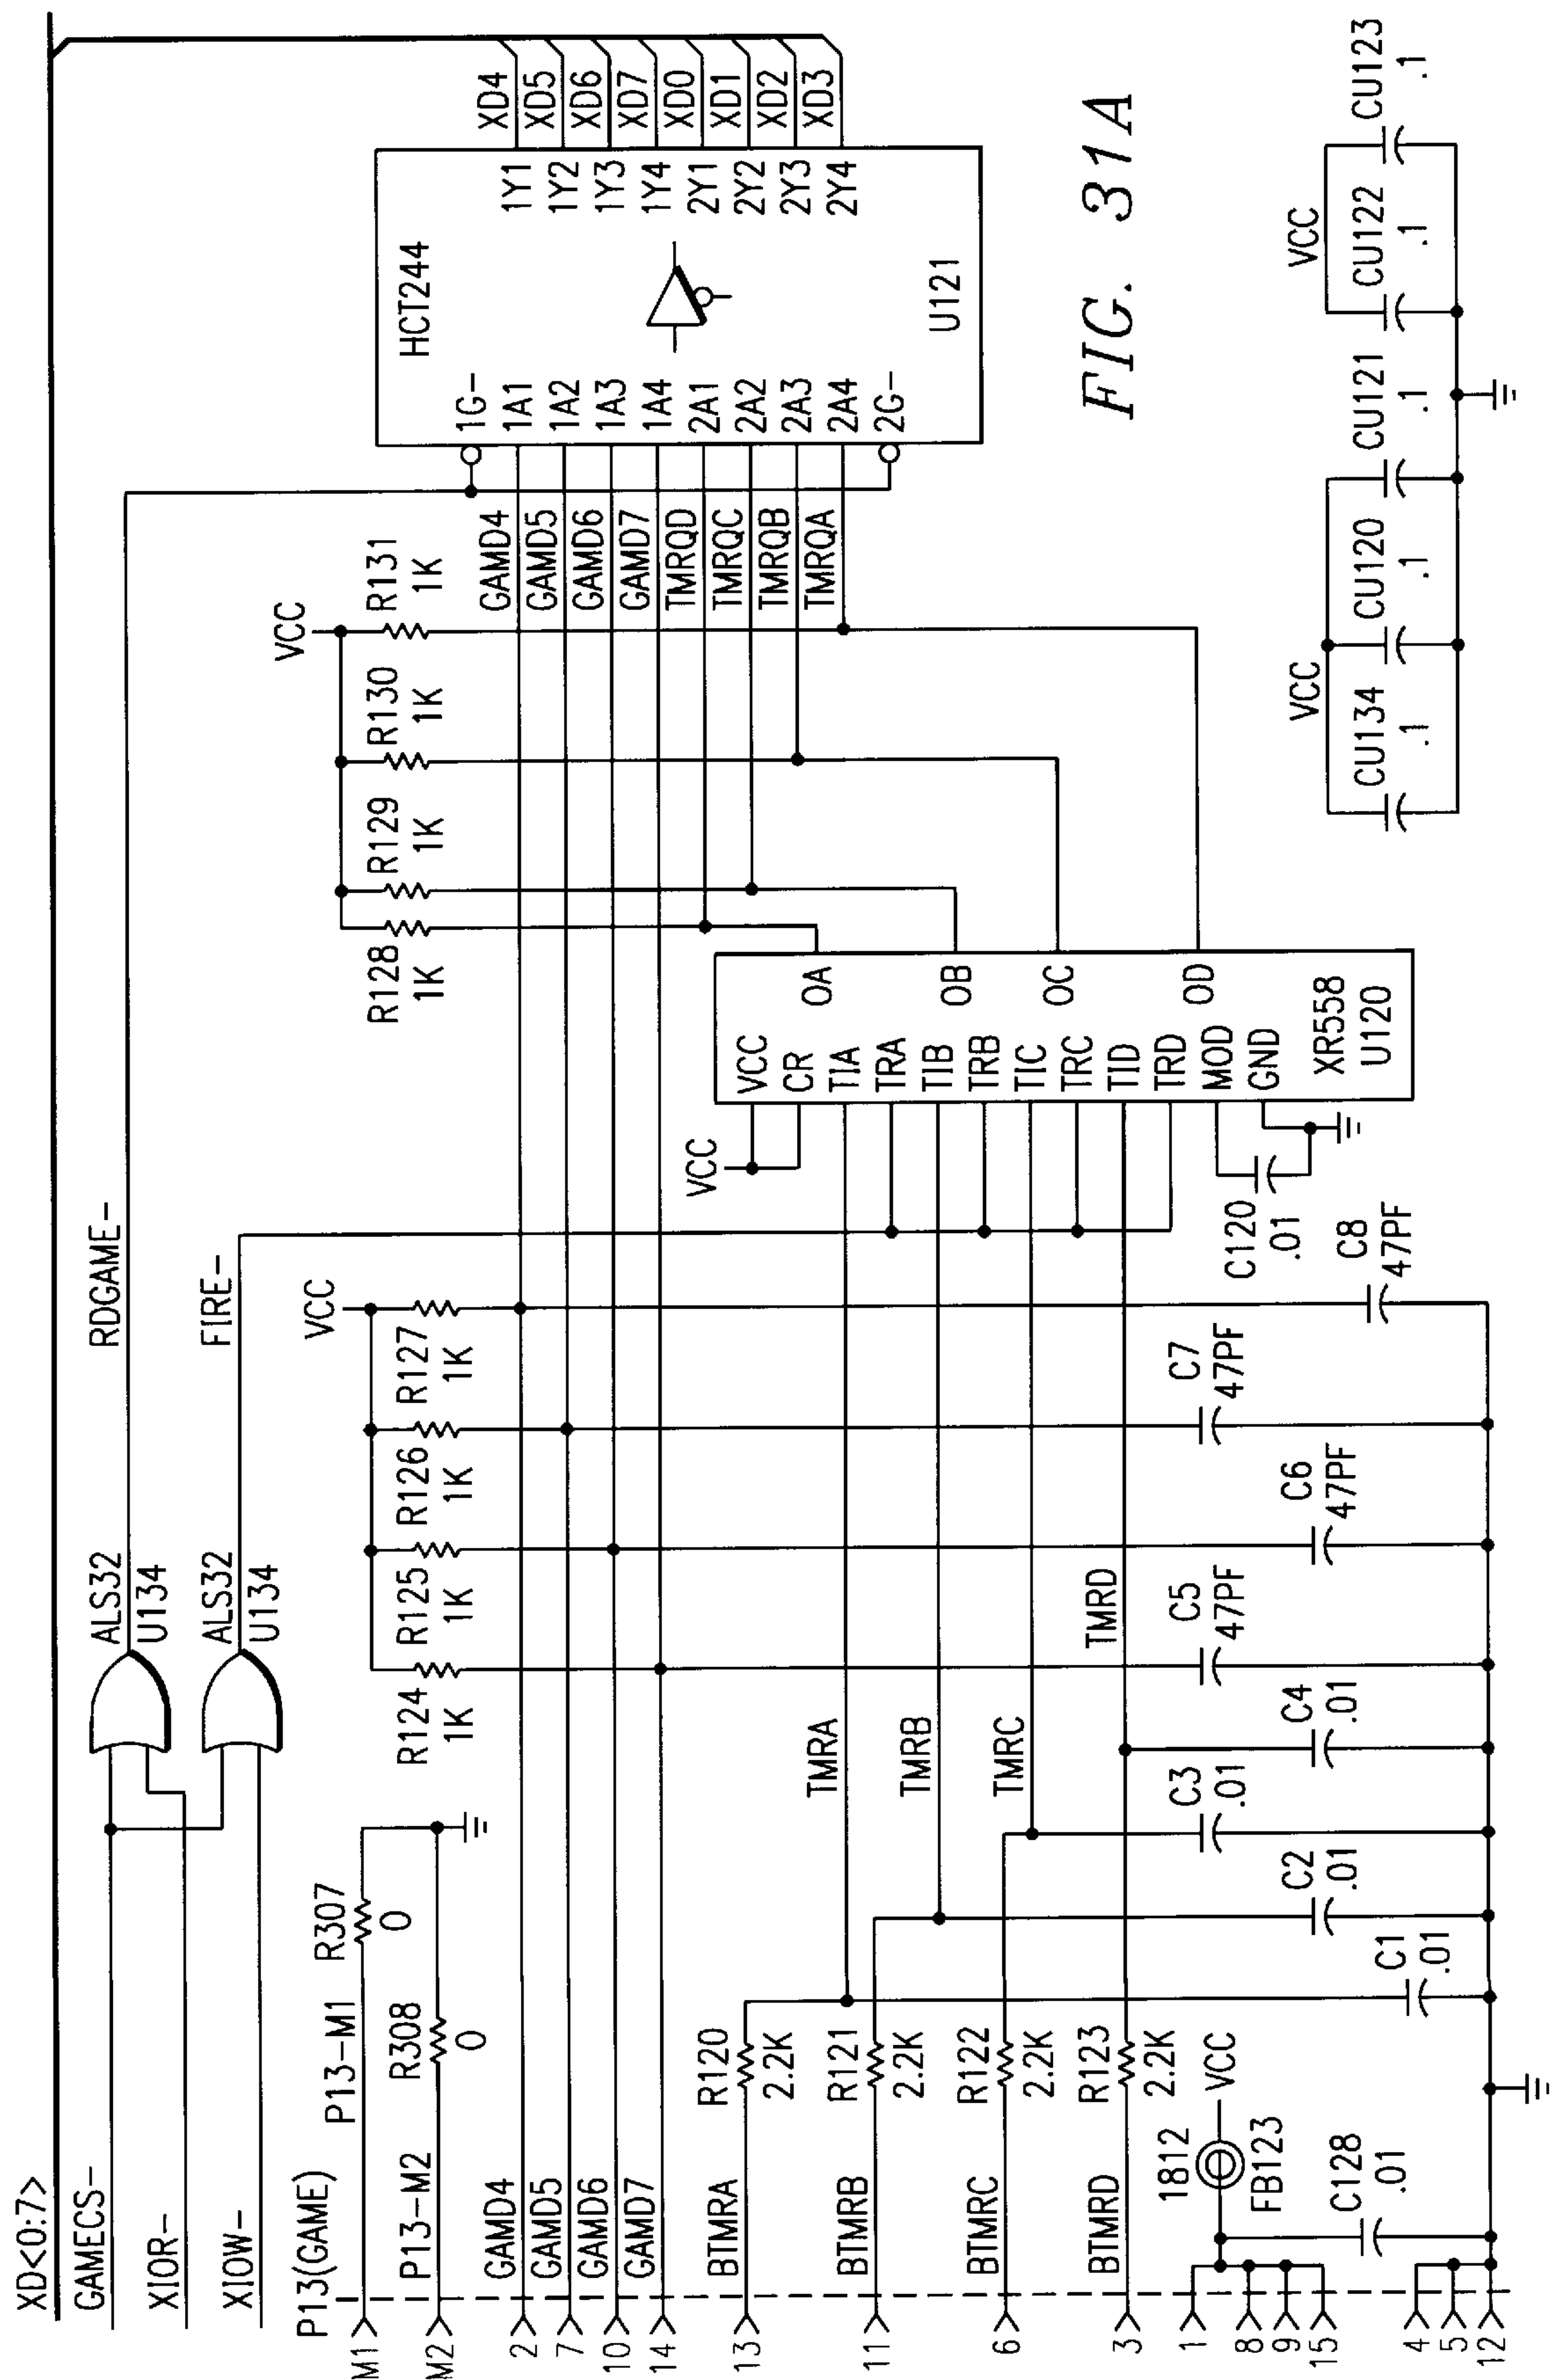 XD<0:7>
GAMECS-
XIOR-
XIOW-
ALS32
U134
ALS32
U134
RDGAME-
FIRE-
P13(GAME)
M1
P13-M1
R307
0
M2
P13-M2
R308
0
2
GAMD4
7
GAMD5
10
GAMD6
14
GAMD7
13
BTMRA
R120
2.2K
11
BTMRB
R121
2.2K
6
BTMRC
R122
2.2K
3
BTMRD
R123
2.2K
1
8
9
15
1812
FB123
VCC
C128
.01
4
5
12
VCC
R124
1K
R125
1K
R126
1K
R127
1K
TMRA
TMRB
TMRC
TMRD
C1
.01
C2
.01
C3
.01
C4
.01
C5
47PF
C6
47PF
C7
47PF
C8
47PF
C120
.01
VCC
VCC
CR
TIA
TRA
TIB
TRB
TIC
TRC
TID
TRD
MOD
GND
OA
OB
OC
OD
XR558
U120
VCC
R128
1K
R129
1K
R130
1K
R131
1K
GAMD4
GAMD5
GAMD6
GAMD7
TMRQD
TMRQC
TMRQB
TMRQA
HCT244
1G-
1A1
1A2
1A3
1A4
2A1
2A2
2A3
2A4
2G-
1Y1
1Y2
1Y3
1Y4
2Y1
2Y2
2Y3
2Y4
U121
XD4
XD5
XD6
XD7
XD0
XD1
XD2
XD3
FIG. 31A
VCC
CU134
.1
CU120
.1
CU121
.1
VCC
CU122
.1
CU123
.1